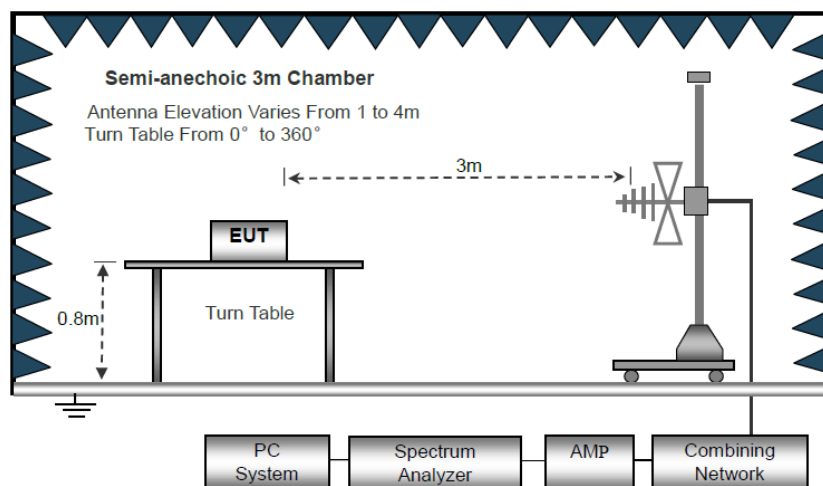 Semi-anechoic 3m Chamber
Antenna Elevation Varies From 1 to 4m
Turn Table From 0° to 360°
3m
EUT
0.8m
Turn Table
PC
System
Spectrum
Analyzer
AMP
Combining
Network